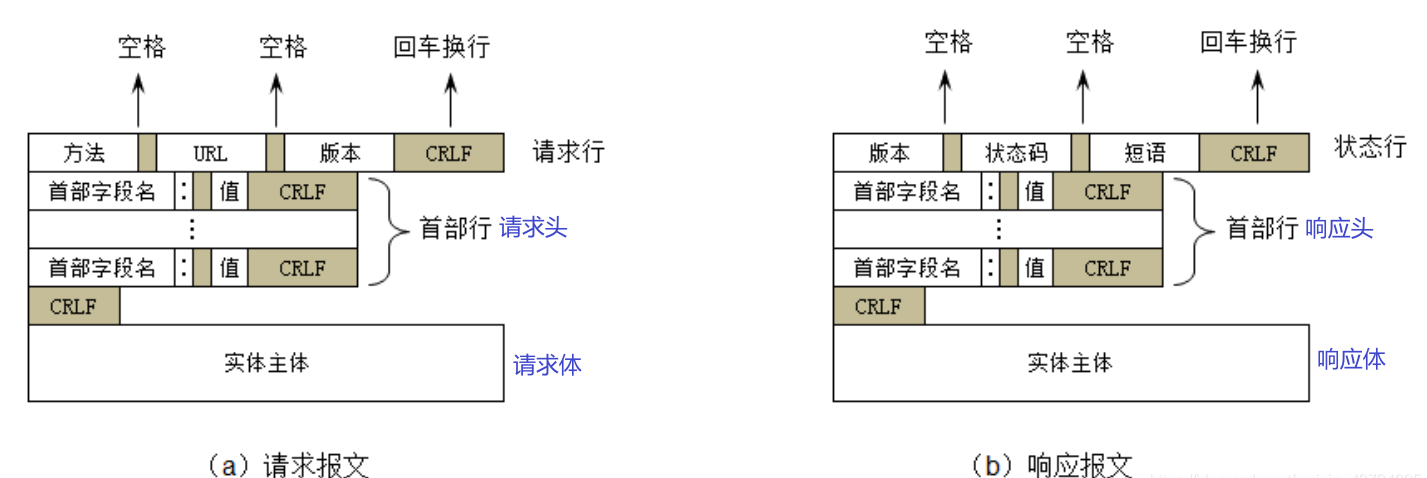 空格 空格 回车换行
方法 URL 版本 CRLF 请求行
首部字段名 : 值 CRLF
⋮ 首部行 请求头
首部字段名 : 值 CRLF
CRLF
实体主体 请求体
(a) 请求报文
空格 空格 回车换行
版本 状态码 短语 CRLF 状态行
首部字段名 : 值 CRLF
⋮ 首部行 响应头
首部字段名 : 值 CRLF
CRLF
实体主体 响应体
(b) 响应报文